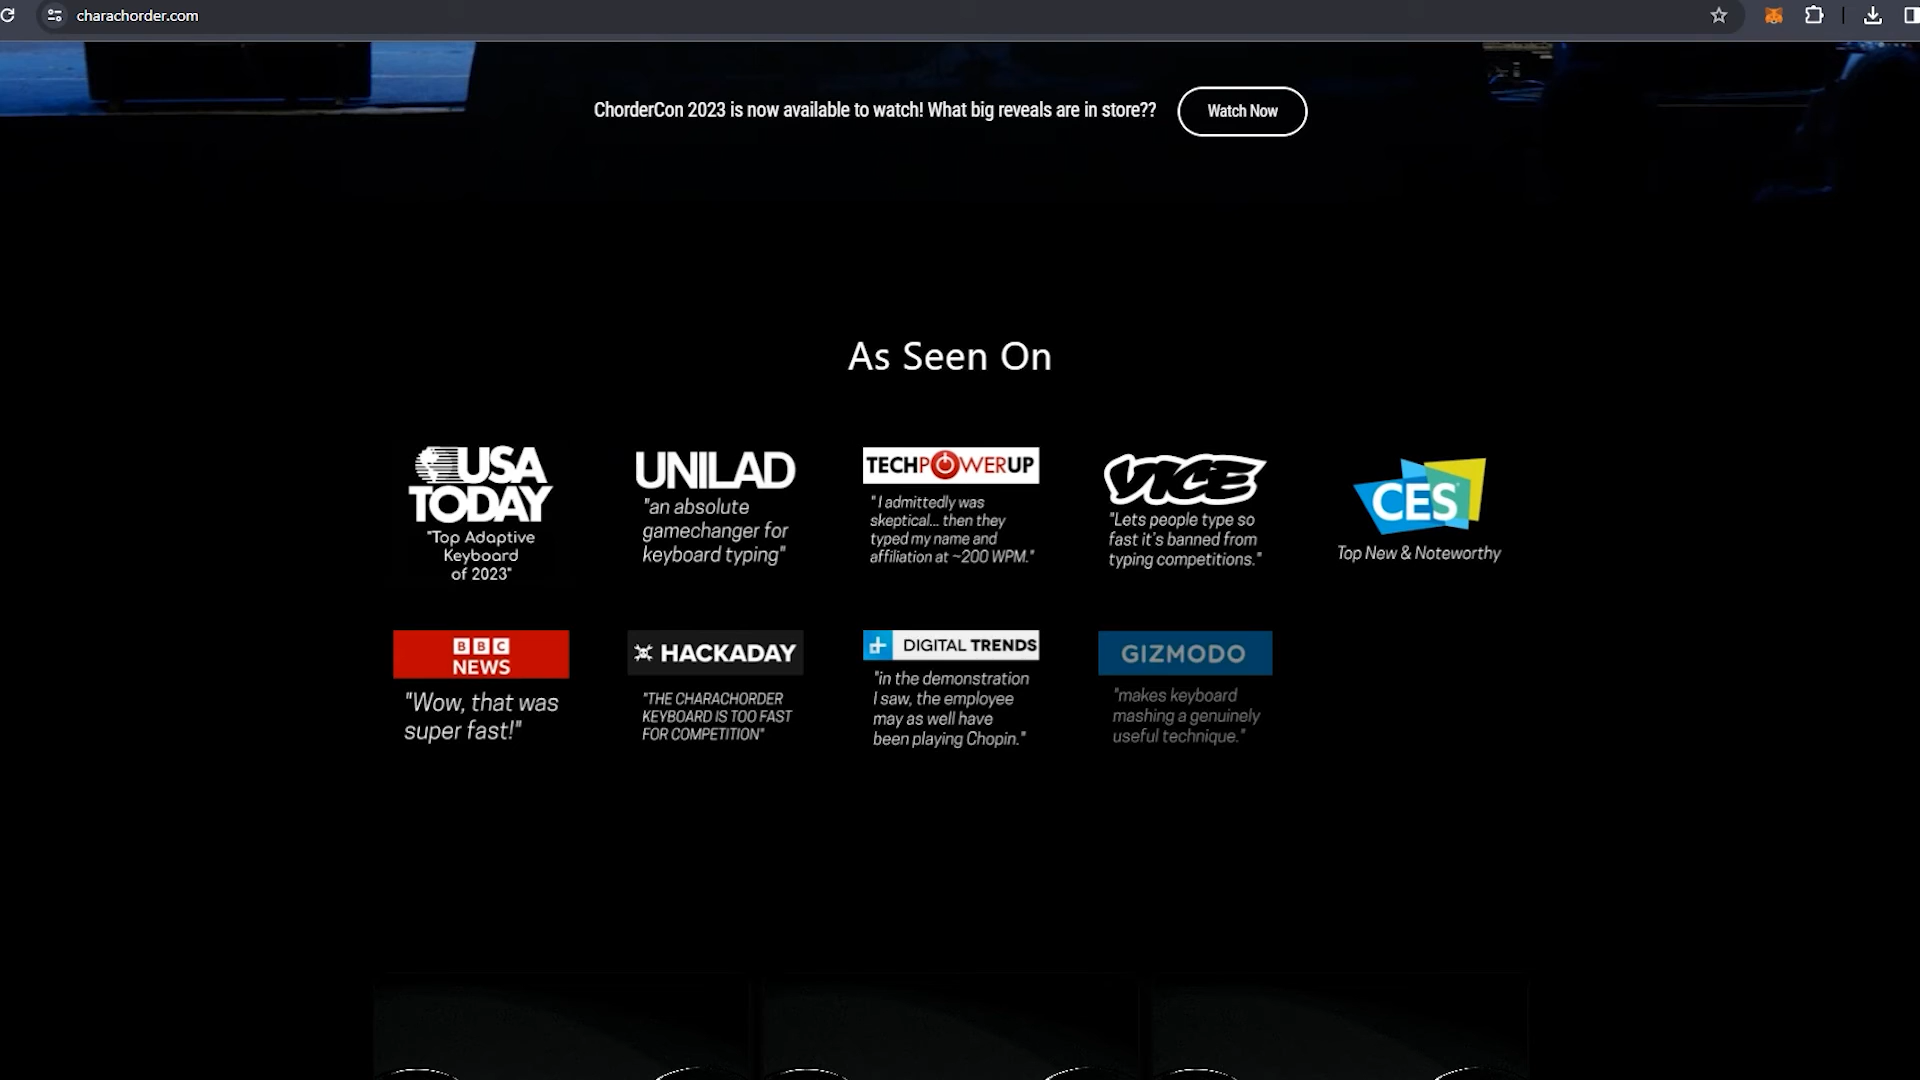 charachorder.com
ChorderCon 2023 is now available to watch! What big reveals are in store??
Watch Now
As Seen On
USA
TODAY
"Top Adaptive
Keyboard
of 2023"
UNILAD
"an absolute
gamechanger for
keyboard typing"
TECHPOWERUP
"I admittedly was
skeptical... then they
typed my name and
affiliation at ~200 WPM."
VICE
"Lets people type so
fast it's banned from
typing competitions."
CES
Top New & Noteworthy
BBC
NEWS
"Wow, that was
super fast!"
HACKADAY
"THE CHARACHORDER
KEYBOARD IS TOO FAST
FOR COMPETITION"
DIGITAL TRENDS
"in the demonstration
I saw, the employee
may as well have
been playing Chopin."
GIZMODO
"makes keyboard
mashing a genuinely
useful technique."